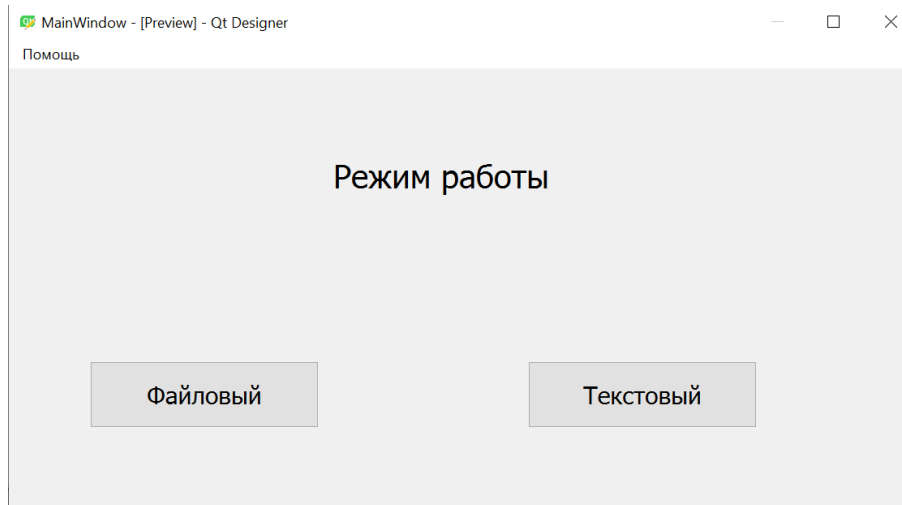 MainWindow - [Preview] - Qt Designer
Помощь
Режим работы
Файловый
Текстовый